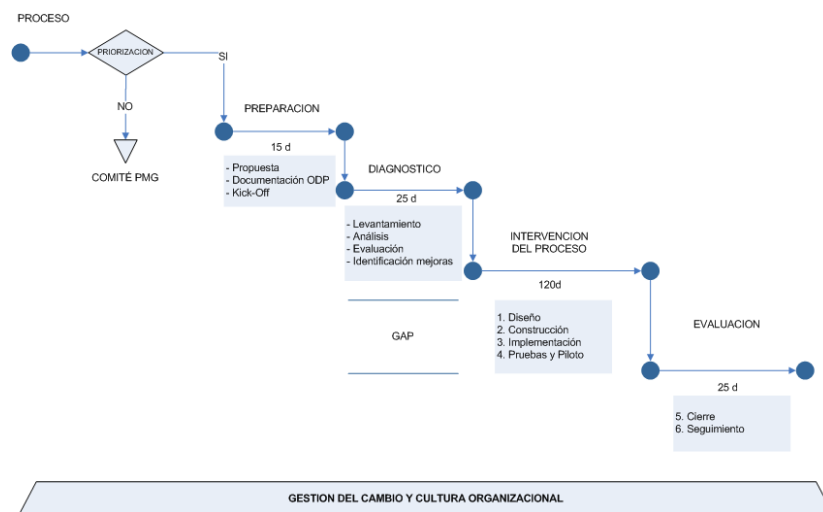 PROCESO
PRIORIZACION
SI
NO
COMITÉ PMG
PREPARACION
15 d
- Propuesta
- Documentación ODP
- Kick-Off
DIAGNOSTICO
25 d
- Levantamiento
- Análisis
- Evaluación
- Identificación mejoras
GAP
INTERVENCION
DEL PROCESO
120d
1. Diseño
2. Construcción
3. Implementación
4. Pruebas y Piloto
EVALUACION
25 d
5. Cierre
6. Seguimiento
GESTION DEL CAMBIO Y CULTURA ORGANIZACIONAL